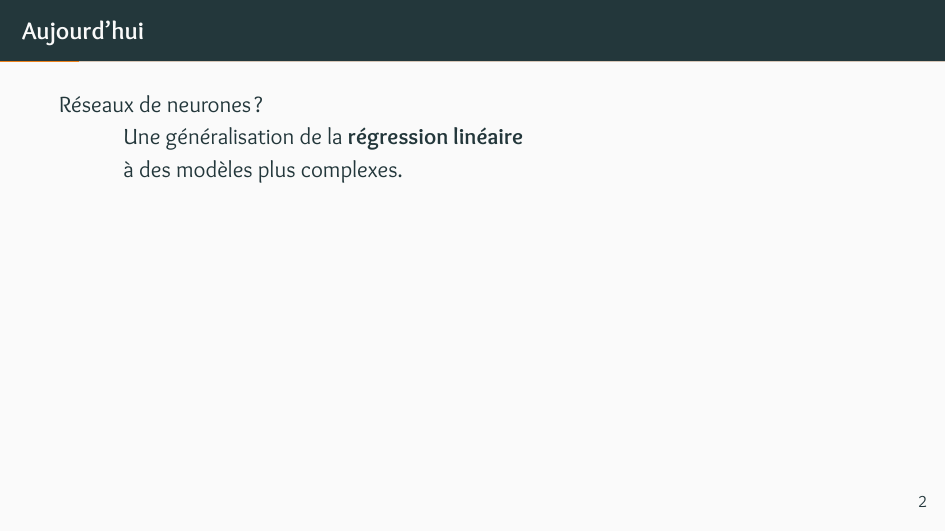 Aujourd’hui
Réseaux de neurones ?
Une généralisation de la régression linéaire
à des modèles plus complexes.
2